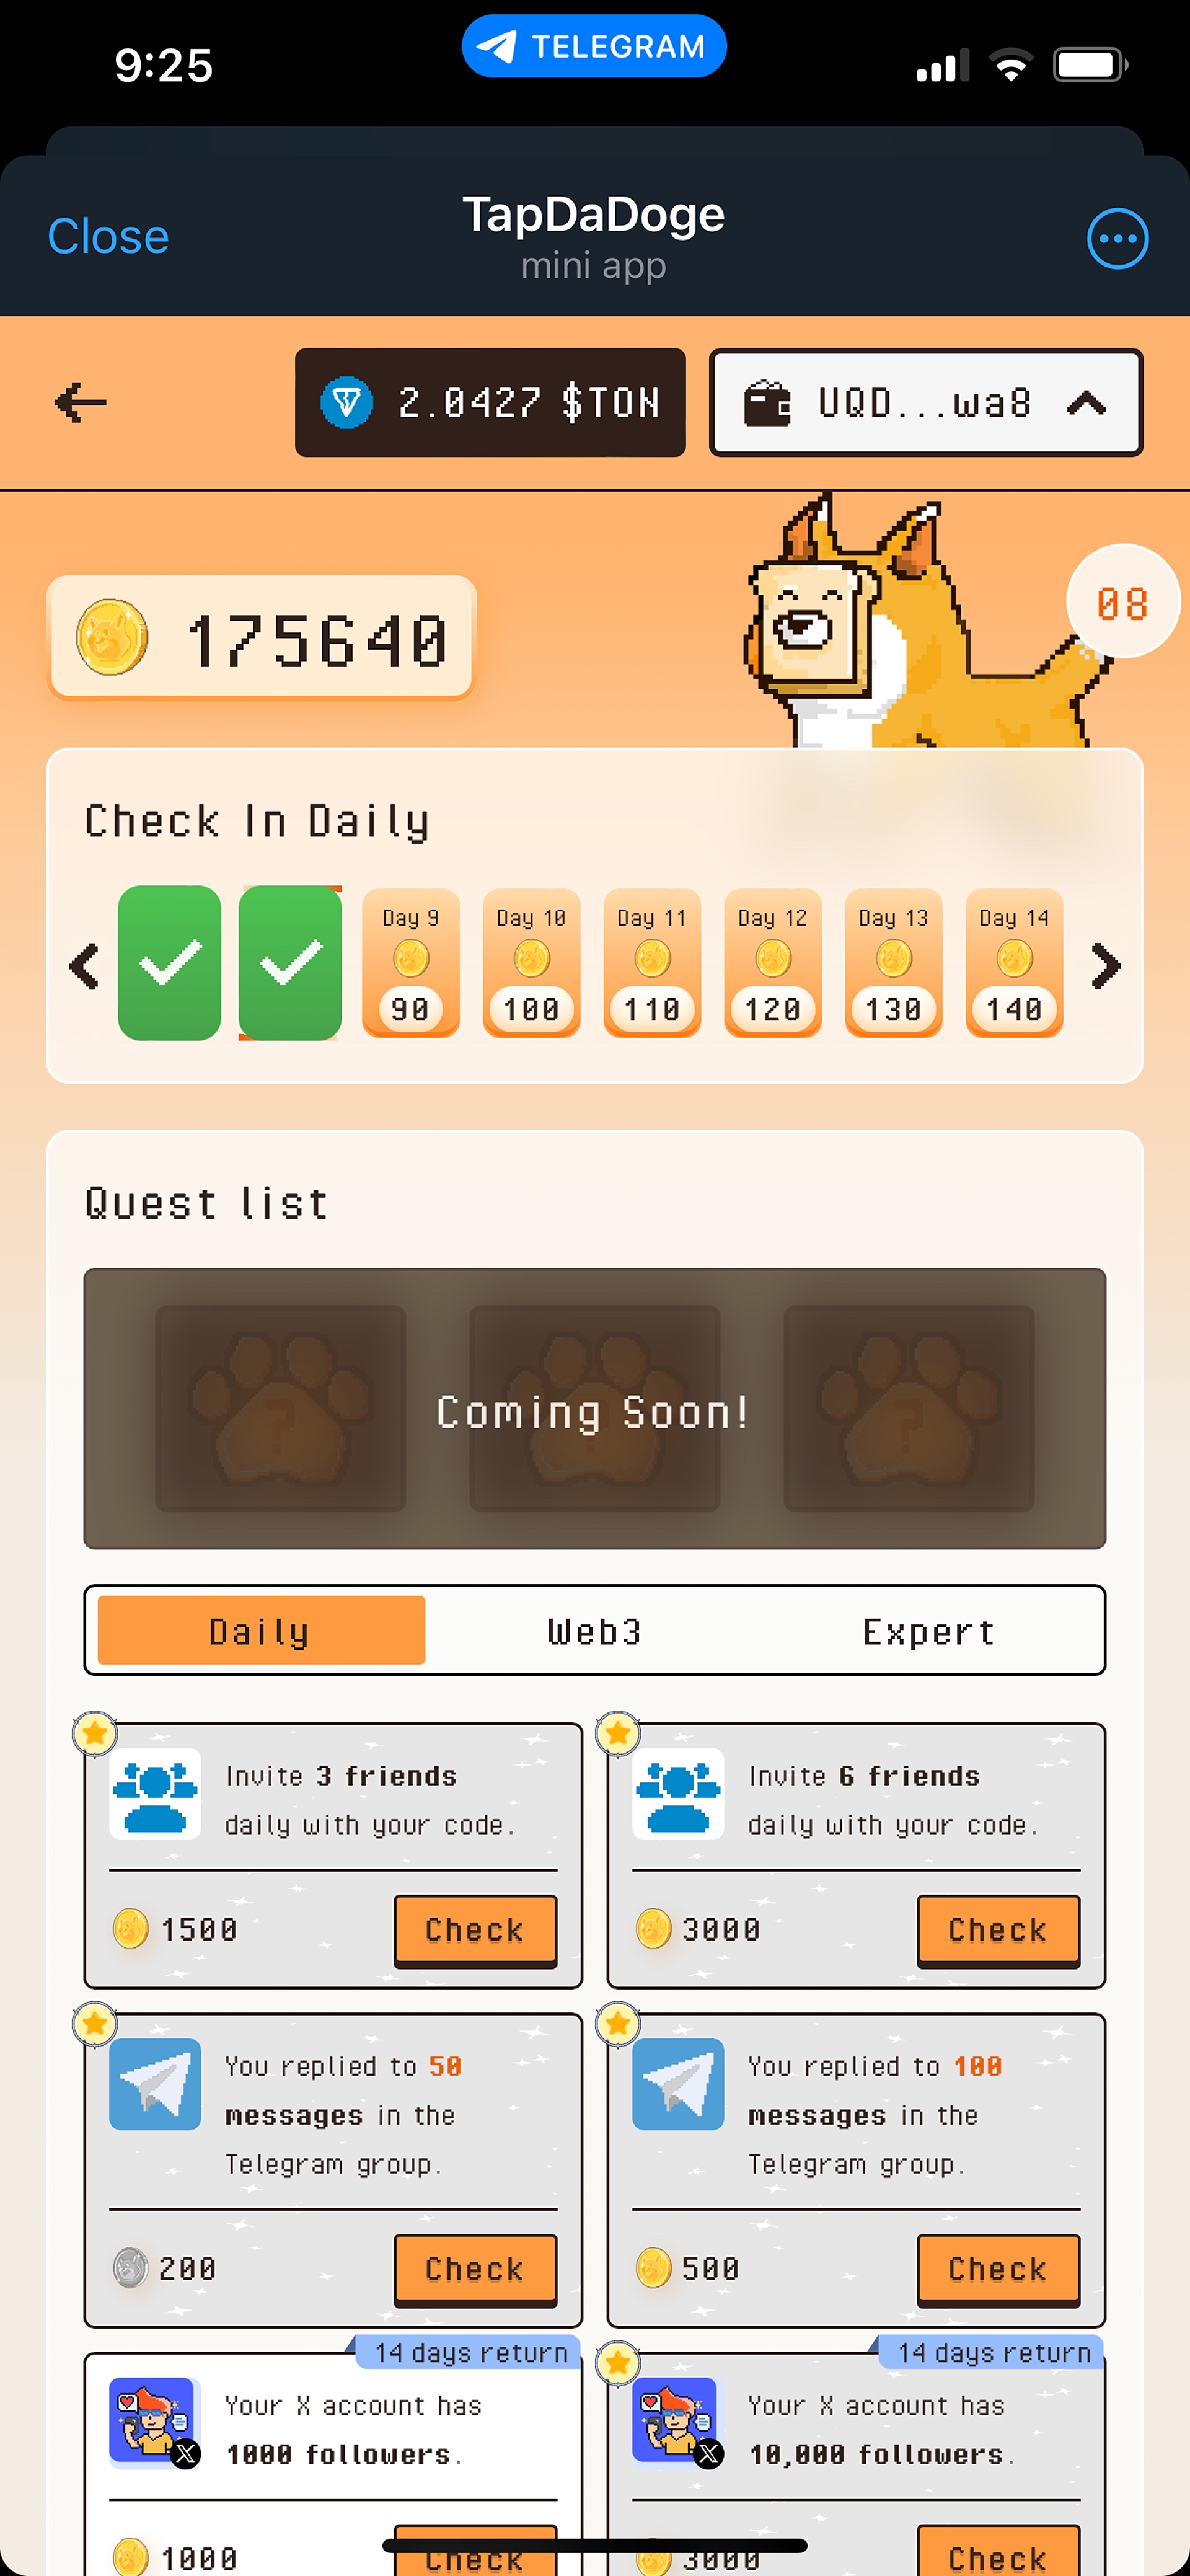 9:25
TELEGRAM
Close
TapDaDoge
mini app
2.0427 $TON
UQD...wa8
175640
08
Check In Daily
Day 9
Day 10
Day 11
Day 12
Day 13
Day 14
90
100
110
120
130
140
Quest list
Coming Soon!
Daily
Web3
Expert
Invite 3 friends
daily with your code.
1500
Check
Invite 6 friends
daily with your code.
3000
Check
You replied to 50
messages in the
Telegram group.
200
Check
You replied to 100
messages in the
Telegram group.
500
Check
14 days return
Your X account has
1000 followers.
1000
Check
14 days return
Your X account has
10,000 followers.
3000
Check